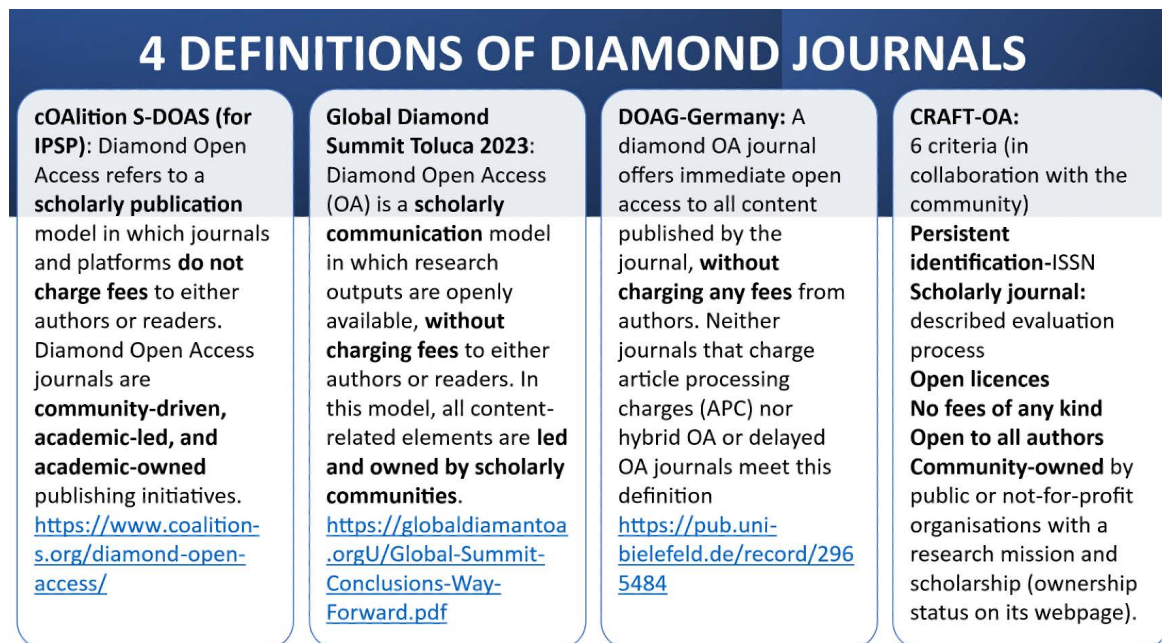 4 DEFINITIONS OF DIAMOND JOURNALS
cOAlition S-DOAS (for
IPSP): Diamond Open
Access refers to a
scholarly publication
model in which journals
and platforms do not
charge fees to either
authors or readers.
Diamond Open Access
journals are
community-driven,
academic-led, and
academic-owned
publishing initiatives.
https://www.coalition-
s.org/diamond-open-
access/
Global Diamond
Summit Toluca 2023:
Diamond Open Access
(OA) is a scholarly
communication model
in which research
outputs are openly
available, without
charging fees to either
authors or readers. In
this model, all content-
related elements are led
and owned by scholarly
communities.
https://globaldiamantoa
.orgU/Global-Summit-
Conclusions-Way-
Forward.pdf
DOAG-Germany: A
diamond OA journal
offers immediate open
access to all content
published by the
journal, without
charging any fees from
authors. Neither
journals that charge
article processing
charges (APC) nor
hybrid OA or delayed
OA journals meet this
definition
https://pub.uni-
bielefeld.de/record/296
5484
CRAFT-OA:
6 criteria (in
collaboration with the
community)
Persistent
identification-ISSN
Scholarly journal:
described evaluation
process
Open licences
No fees of any kind
Open to all authors
Community-owned by
public or not-for-profit
organisations with a
research mission and
scholarship (ownership
status on its webpage).